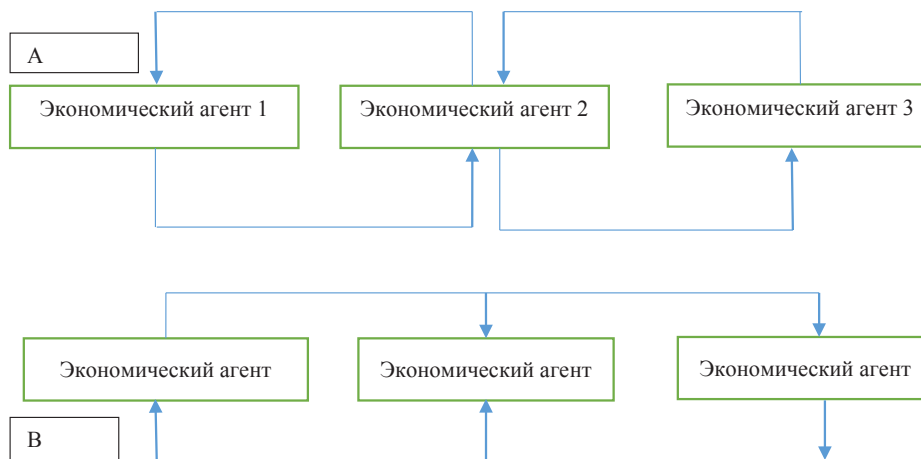 А
Экономический агент 1
Экономический агент 2
Экономический агент 3
Экономический агент
Экономический агент
Экономический агент
В